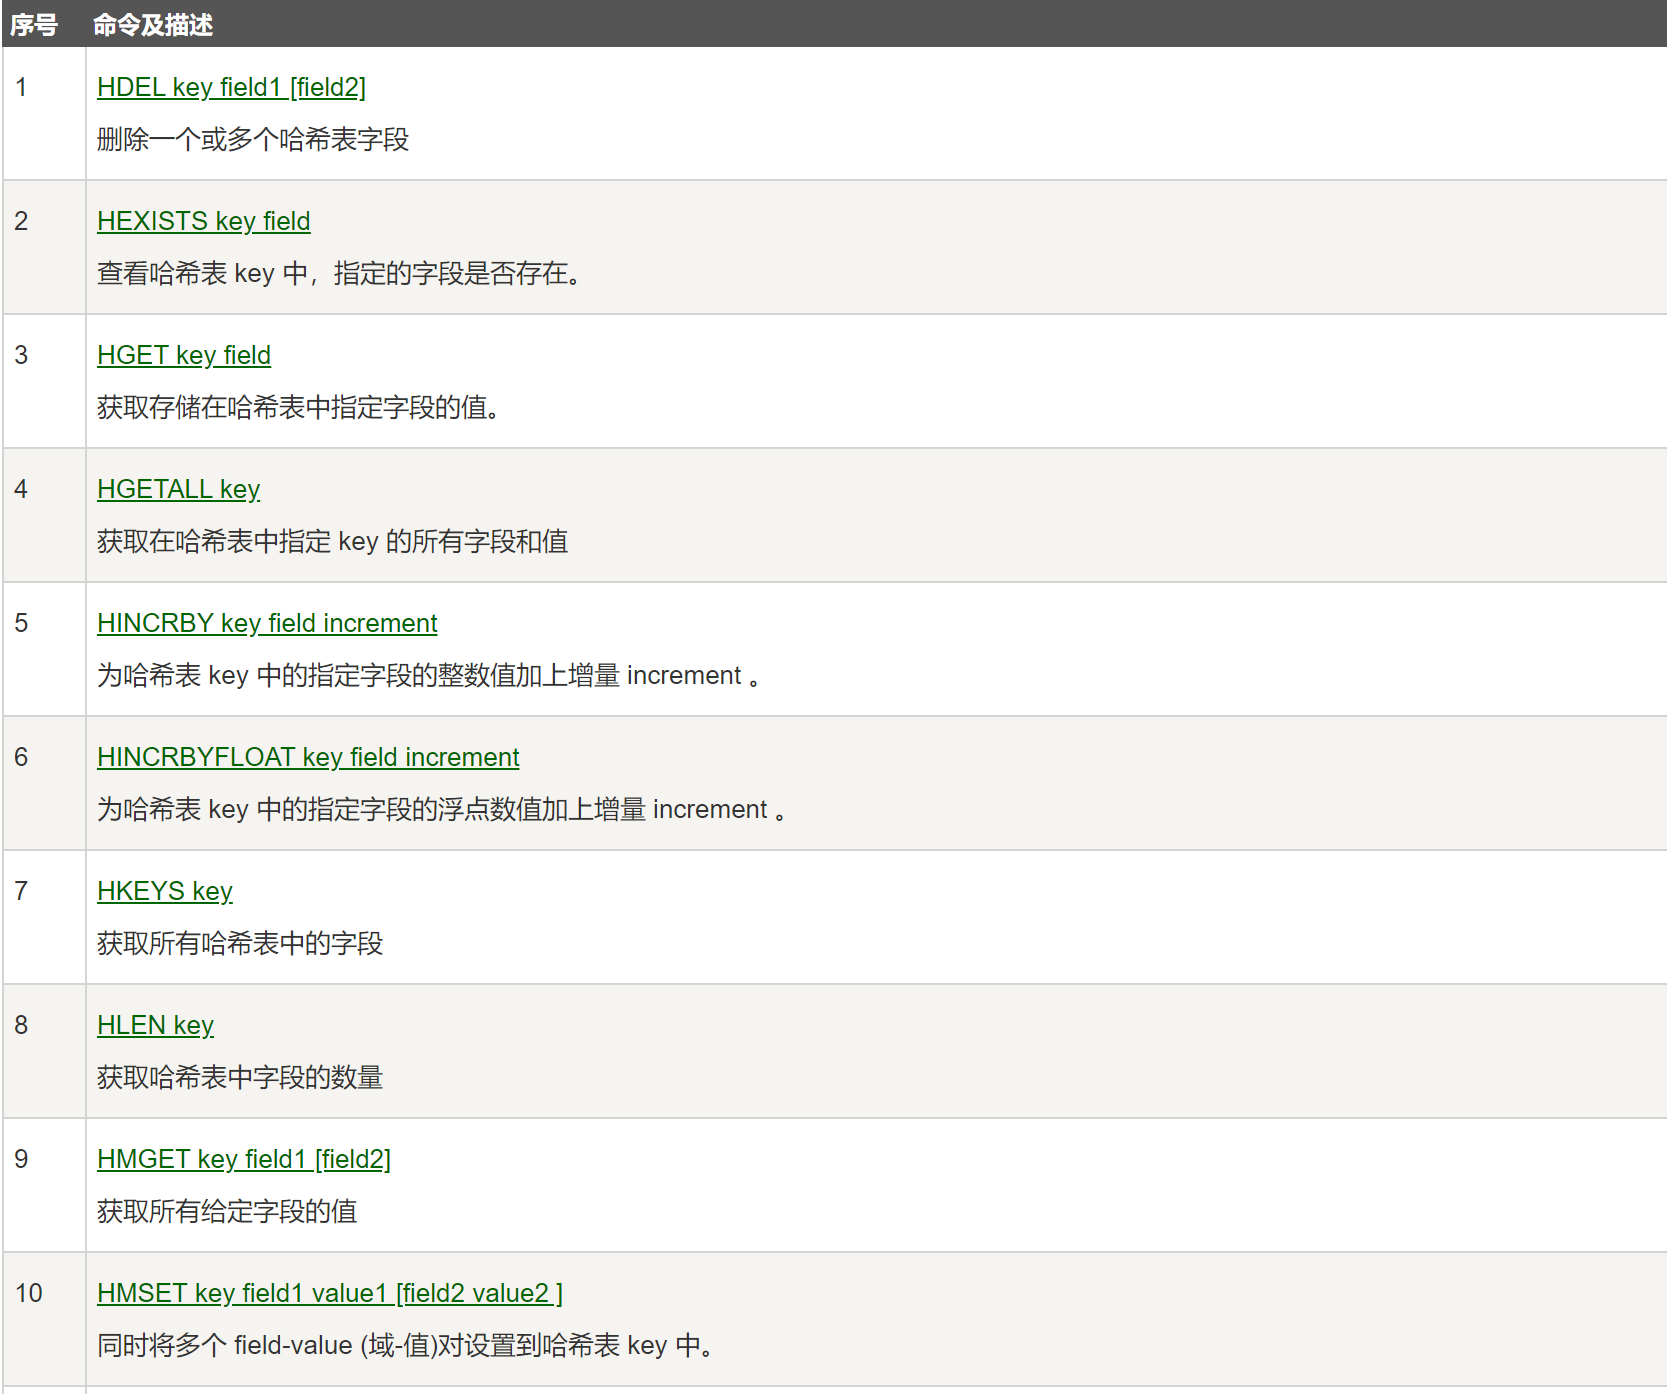 序号 命令及描述
1 HDEL key field1 [field2]
删除一个或多个哈希表字段
2 HEXISTS key field
查看哈希表 key 中，指定的字段是否存在。
3 HGET key field
获取存储在哈希表中指定字段的值。
4 HGETALL key
获取在哈希表中指定 key 的所有字段和值
5 HINCRBY key field increment
为哈希表 key 中的指定字段的整数值加上增量 increment 。
6 HINCRBYFLOAT key field increment
为哈希表 key 中的指定字段的浮点数值加上增量 increment 。
7 HKEYS key
获取所有哈希表中的字段
8 HLEN key
获取哈希表中字段的数量
9 HMGET key field1 [field2]
获取所有给定字段的值
10 HMSET key field1 value1 [field2 value2 ]
同时将多个 field-value (域-值)对设置到哈希表 key 中。